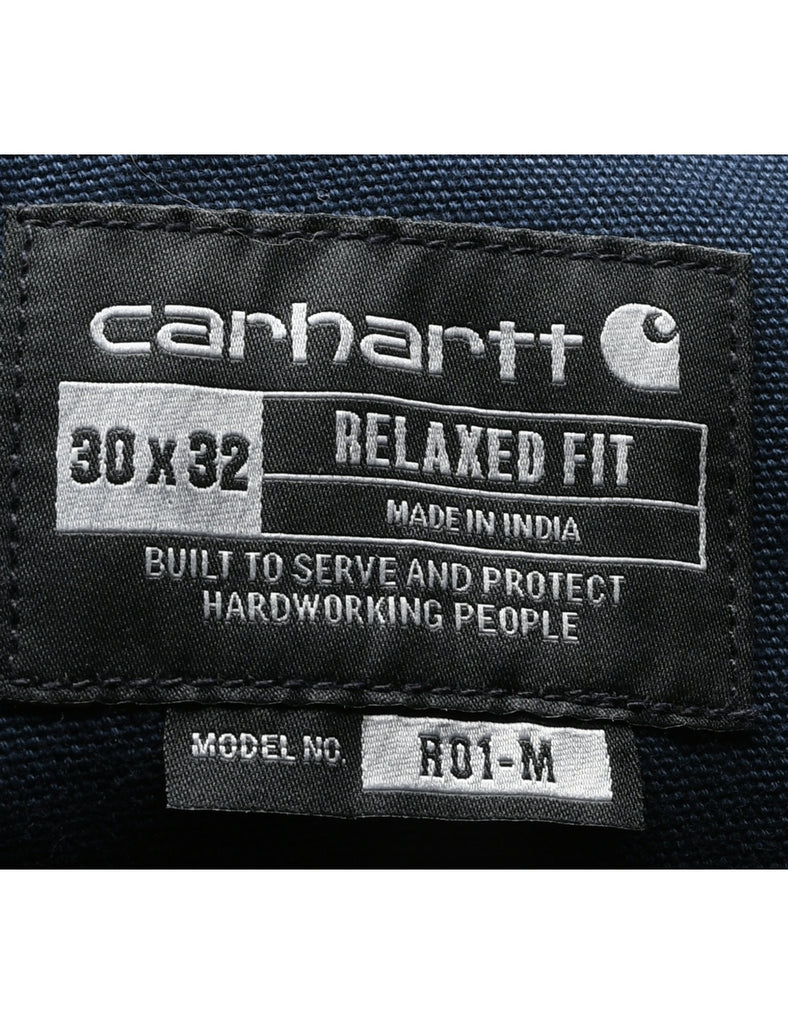 carhartt
30 x 32
RELAXED FIT
MADE IN INDIA
BUILT TO SERVE AND PROTECT
HARDWORKING PEOPLE
MODEL NO. R01-M